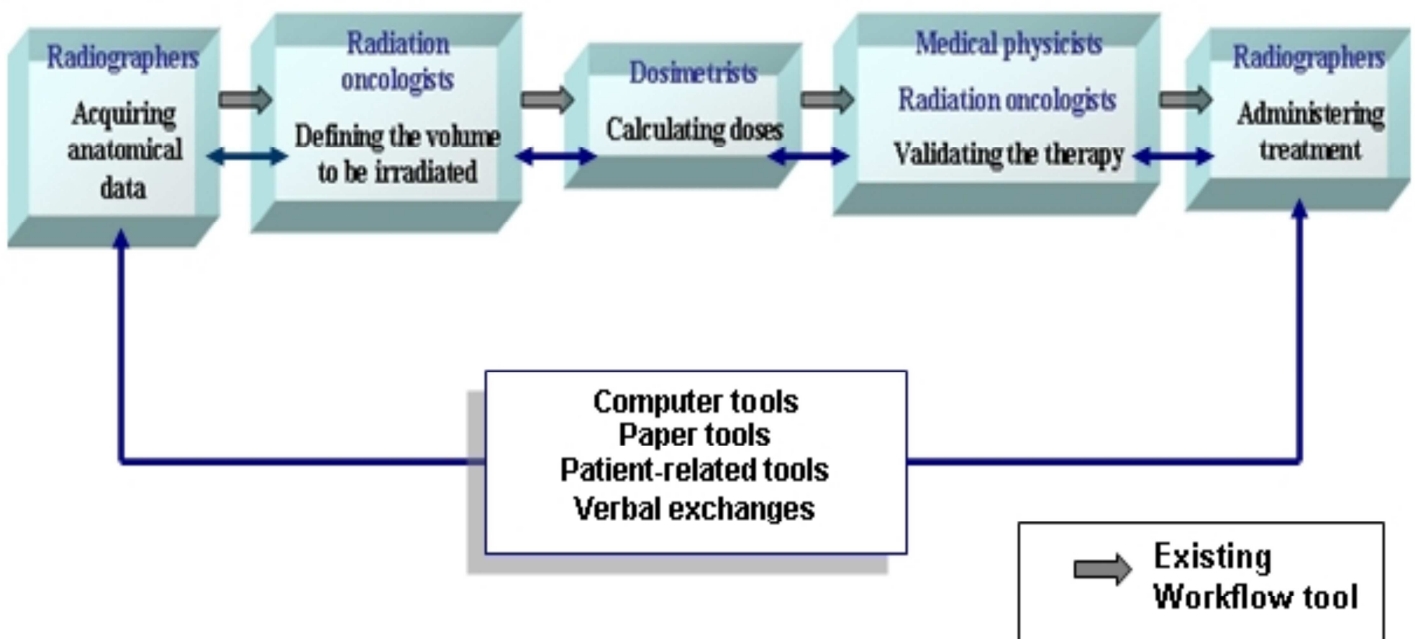 Radiographers
Acquiring
anatomical
data
Radiation
oncologists
Defining the volume
to be irradiated
Dosimetrists
Calculating doses
Medical physicists
Radiation oncologists
Validating the therapy
Radiographers
Administering
treatment
Computer tools
Paper tools
Patient-related tools
Verbal exchanges
Existing
Workflow tool